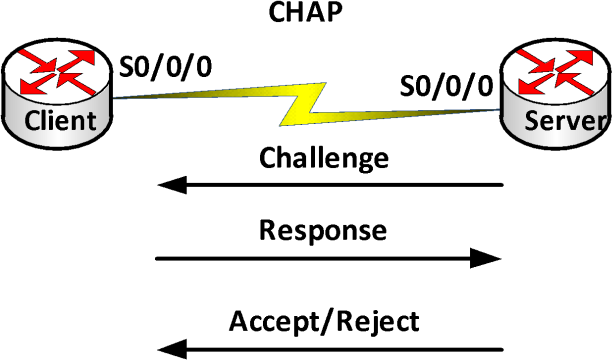 CHAP
S0/0/0
S0/0/0
Client
Server
Challenge
Response
Accept/Reject